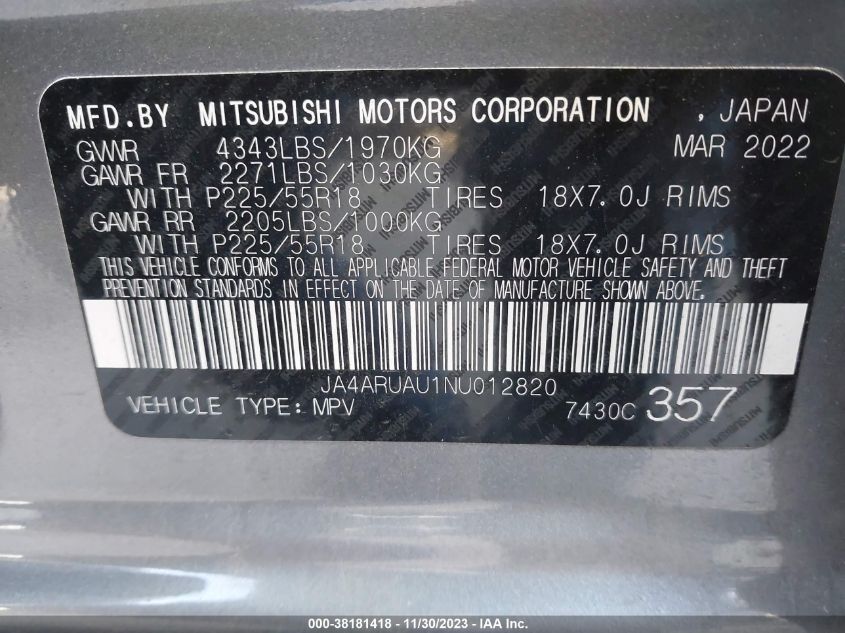 MFD.BY MITSUBISHI MOTORS CORPORATION , JAPAN
GVWR 4343LBS/1970KG MAR 2022
GAWR FR 2271LBS/1030KG
WITH P225/55R18 TIRES 18X7.0J RIMS
GAWR RR 2205LBS/1000KG
WITH P225/55R18 TIRES 18X7.0J RIMS
THIS VEHICLE CONFORMS TO ALL APPLICABLE FEDERAL MOTOR VEHICLE SAFETY AND THEFT
PREVENTION STANDARDS IN EFFECT ON THE DATE OF MANUFACTURE SHOWN ABOVE.
JA4ARUAU1NU012820
VEHICLE TYPE: MPV 7430C 357
000-38181418 - 11/30/2023 - IAA Inc.